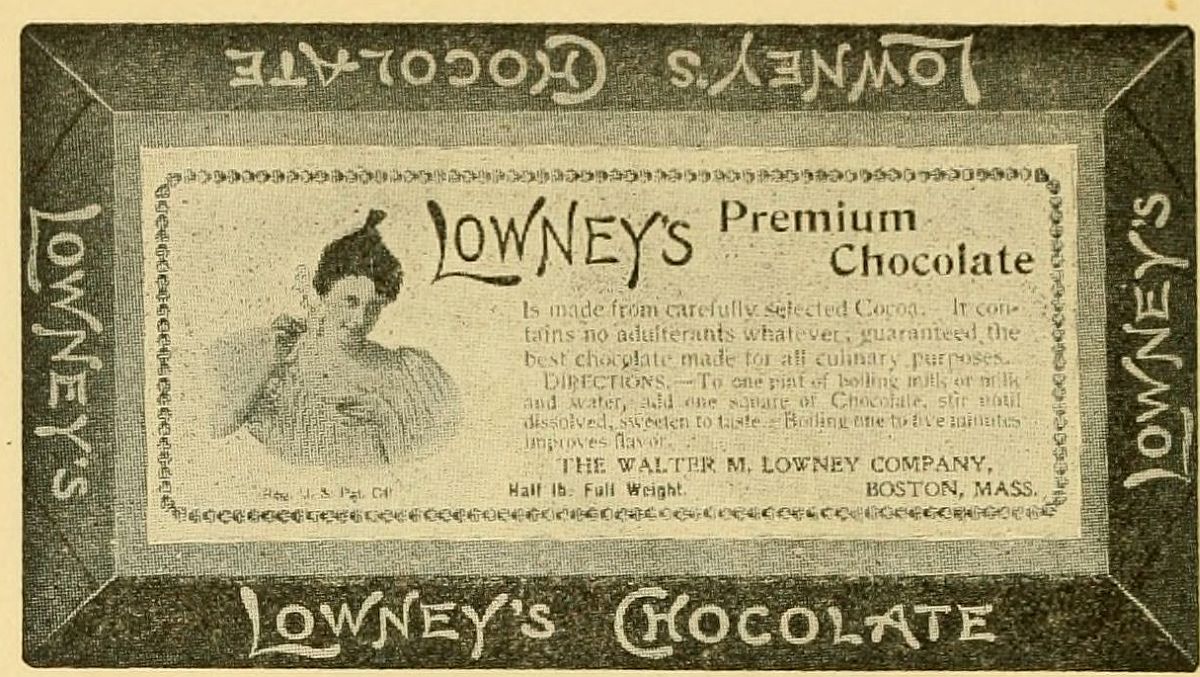 LOWNEY'S CHOCOLATE
LOWNEY'S
LOWNEY'S Premium
Chocolate
Is made from carefully selected Cocoa. It con-
tains no adulterants whatever; guaranteed the
best chocolate made for all culinary purposes.
DIRECTIONS.—To one pint of boiling milk or milk
and water, add one square of Chocolate, stir until
dissolved, sweeten to taste. Boiling one to five minutes
improves flavor.
THE WALTER M. LOWNEY COMPANY,
Reg. U. S. Pat. Off. Half lb. Full Weight. BOSTON, MASS.
LOWNEY'S
LOWNEY'S CHOCOLATE